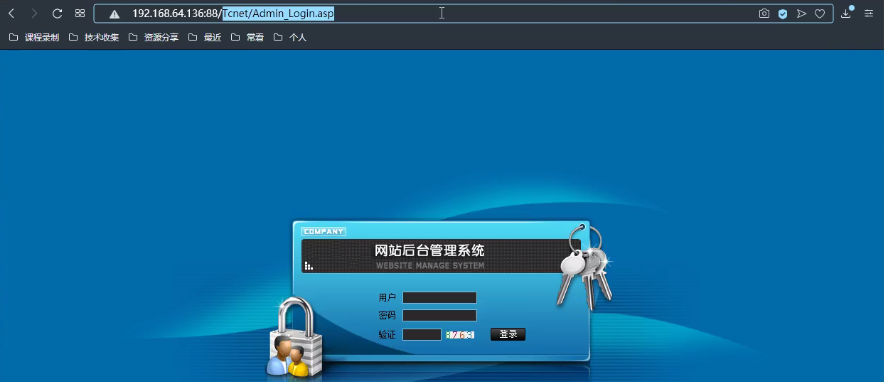 192.168.64.136:88/Tcnet/Admin_Login.asp
课程录制 技术收集 资源分享 最近 常看 个人
COMPANY
网站后台管理系统
WEBSITE MANAGE SYSTEM
用户
密码
验证 登录